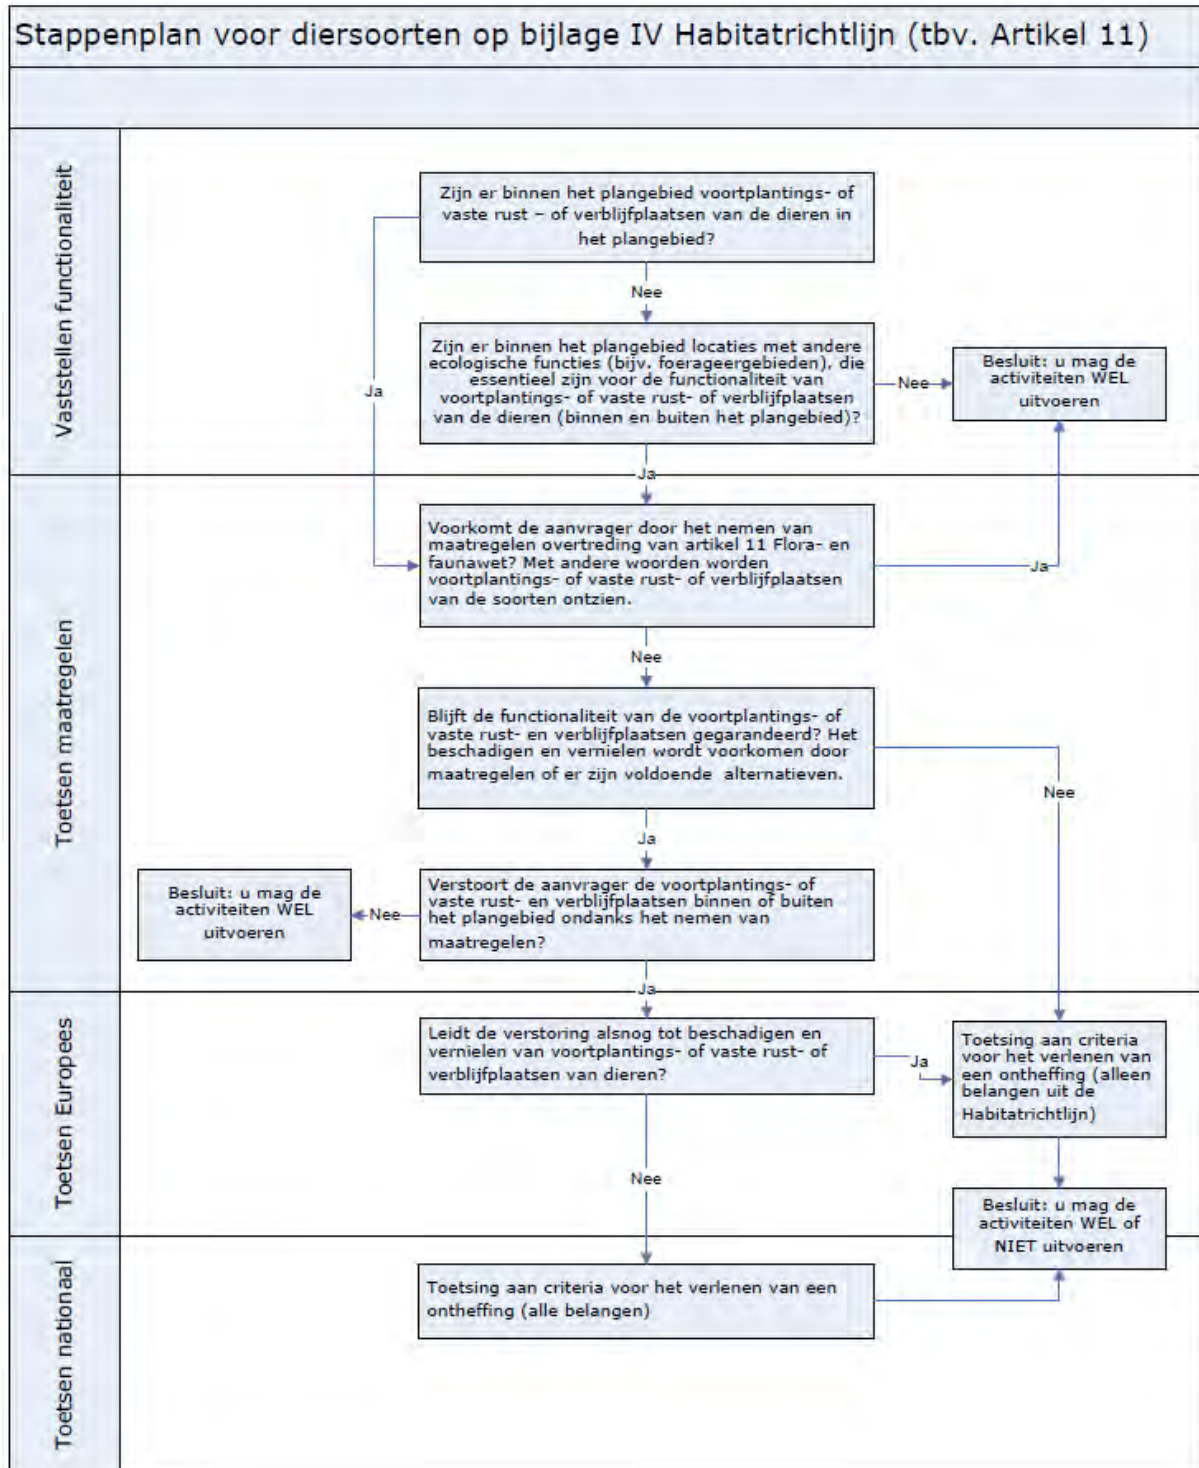 Stappenplan voor diersoorten op bijlage IV Habitatrichtlijn (tbv. Artikel 11)
Vaststellen functionaliteit
Zijn er binnen het plangebied voortplantings- of
vaste rust – of verblijfplaatsen van de dieren in
het plangebied?
Nee
Ja
Zijn er binnen het plangebied locaties met andere
ecologische functies (bijv. foerageergebieden), die
essentieel zijn voor de functionaliteit van
voortplantings- of vaste rust- of verblijfplaatsen
van de dieren (binnen en buiten het plangebied)?
Nee
Besluit: u mag de
activiteiten WEL
uitvoeren
Ja
Toetsen maatregelen
Voorkomt de aanvrager door het nemen van
maatregelen overtreding van artikel 11 Flora- en
faunawet? Met andere woorden worden
voortplantings- of vaste rust- of verblijfplaatsen
van de soorten ontzien.
Ja
Nee
Blijft de functionaliteit van de voortplantings- of
vaste rust- en verblijfplaatsen gegarandeerd? Het
beschadigen en vernielen wordt voorkomen door
maatregelen of er zijn voldoende alternatieven.
Nee
Ja
Verstoort de aanvrager de voortplantings- of
vaste rust- en verblijfplaatsen binnen of buiten
het plangebied ondanks het nemen van
maatregelen?
Nee
Besluit: u mag de
activiteiten WEL
uitvoeren
Ja
Toetsen Europees
Leidt de verstoring alsnog tot beschadigen en
vernielen van voortplantings- of vaste rust- of
verblijfplaatsen van dieren?
Ja
Toetsing aan criteria
voor het verlenen van
een ontheffing (alleen
belangen uit de
Habitatrichtlijn)
Nee
Besluit: u mag de
activiteiten WEL of
NIET uitvoeren
Toetsen nationaal
Toetsing aan criteria voor het verlenen van een
ontheffing (alle belangen)